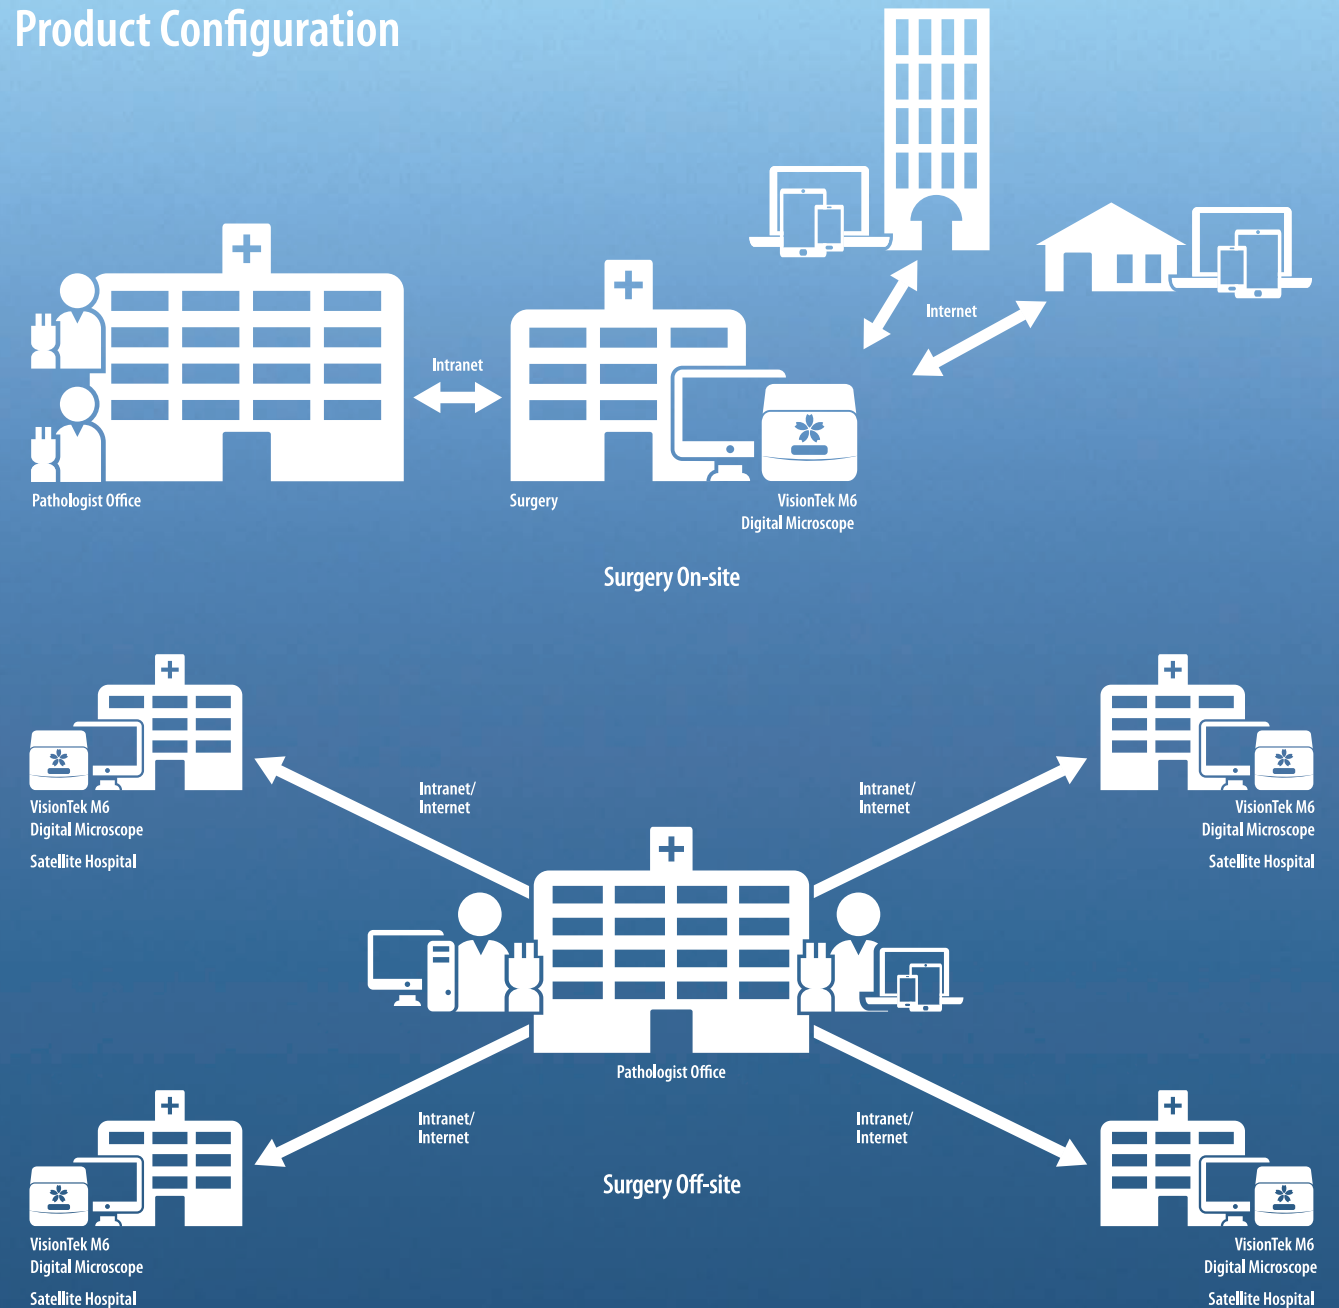 Product Configuration
Internet
Intranet
Pathologist Office
Surgery
VisionTek M6
Digital Microscope
Surgery On-site
Intranet/
Internet
Intranet/
Internet
VisionTek M6
Digital Microscope
Satellite Hospital
VisionTek M6
Digital Microscope
Satellite Hospital
Pathologist Office
Intranet/
Internet
Intranet/
Internet
Surgery Off-site
VisionTek M6
Digital Microscope
Satellite Hospital
VisionTek M6
Digital Microscope
Satellite Hospital